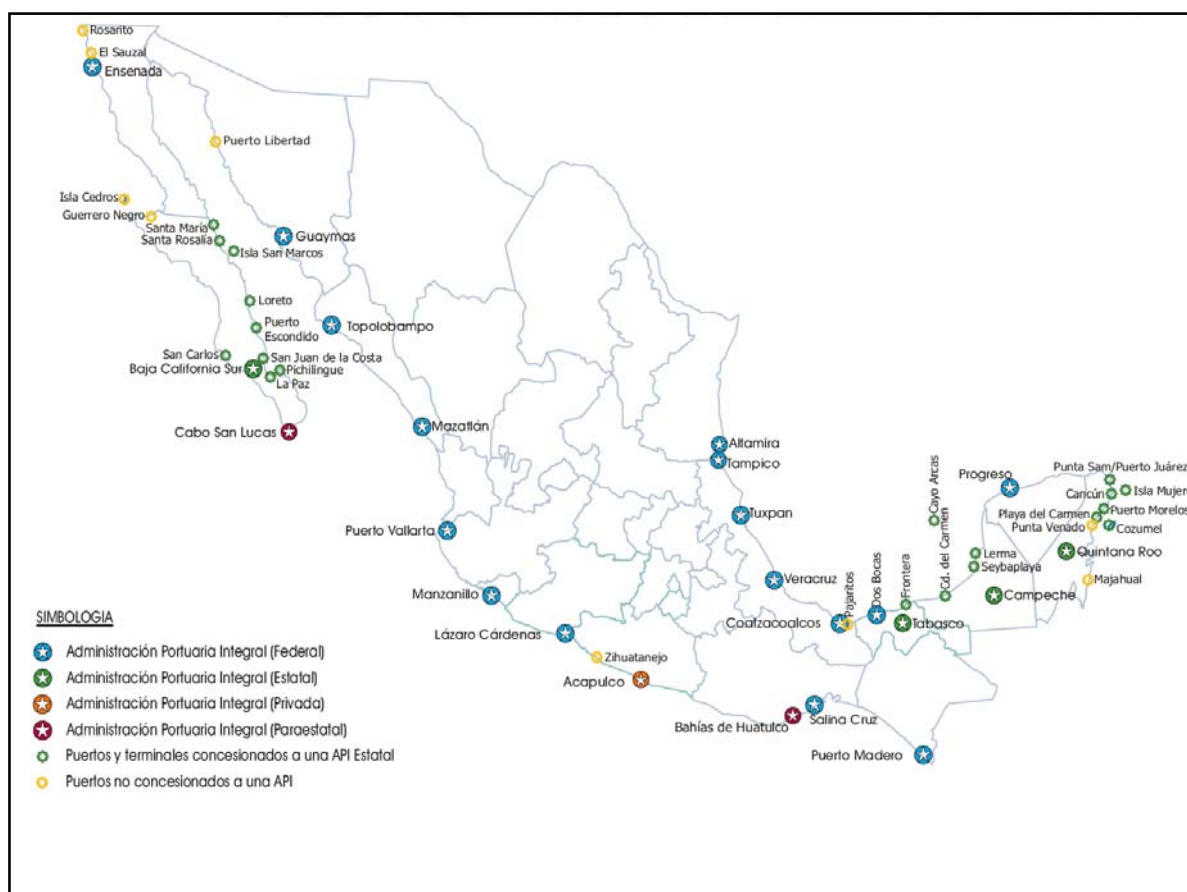 Rosarito
El Sauzal
Ensenada
Puerto Libertad
Isla Cedros
Guerrero Negro
Santa María
Santa Rosalía
Isla San Marcos
Guaymas
Loreto
Puerto
Escondido
Topolobampo
San Carlos
San Juan de la Costa
Baja California Sur
Pichilingue
La Paz
Cabo San Lucas
Mazatlán
Altamira
Tampico
Puerto Vallarta
Tuxpan
Manzanillo
Veracruz
Lázaro Cárdenas
Coatzacoalcos
Pajaritos
Dos Bocas
Frontera
Cd. del Carmen
Cayo Arcas
Progreso
Punta Sam/Puerto Juárez
Cancún
Isla Mujer
Puerto Morelos
Playa del Carmen
Punta Venado
Cozumel
Lerma
Seybaplaya
Quintana Roo
Majahual
Campeche
Tabasco
Zihuatanejo
Acapulco
Bahías de Huatulco
Salina Cruz
Puerto Madero
SIMBOLOGIA
Administración Portuaria Integral (Federal)
Administración Portuaria Integral (Estatal)
Administración Portuaria Integral (Privada)
Administración Portuaria Integral (Paraestatal)
Puertos y terminales concesionados a una API Estatal
Puertos no concesionados a una API